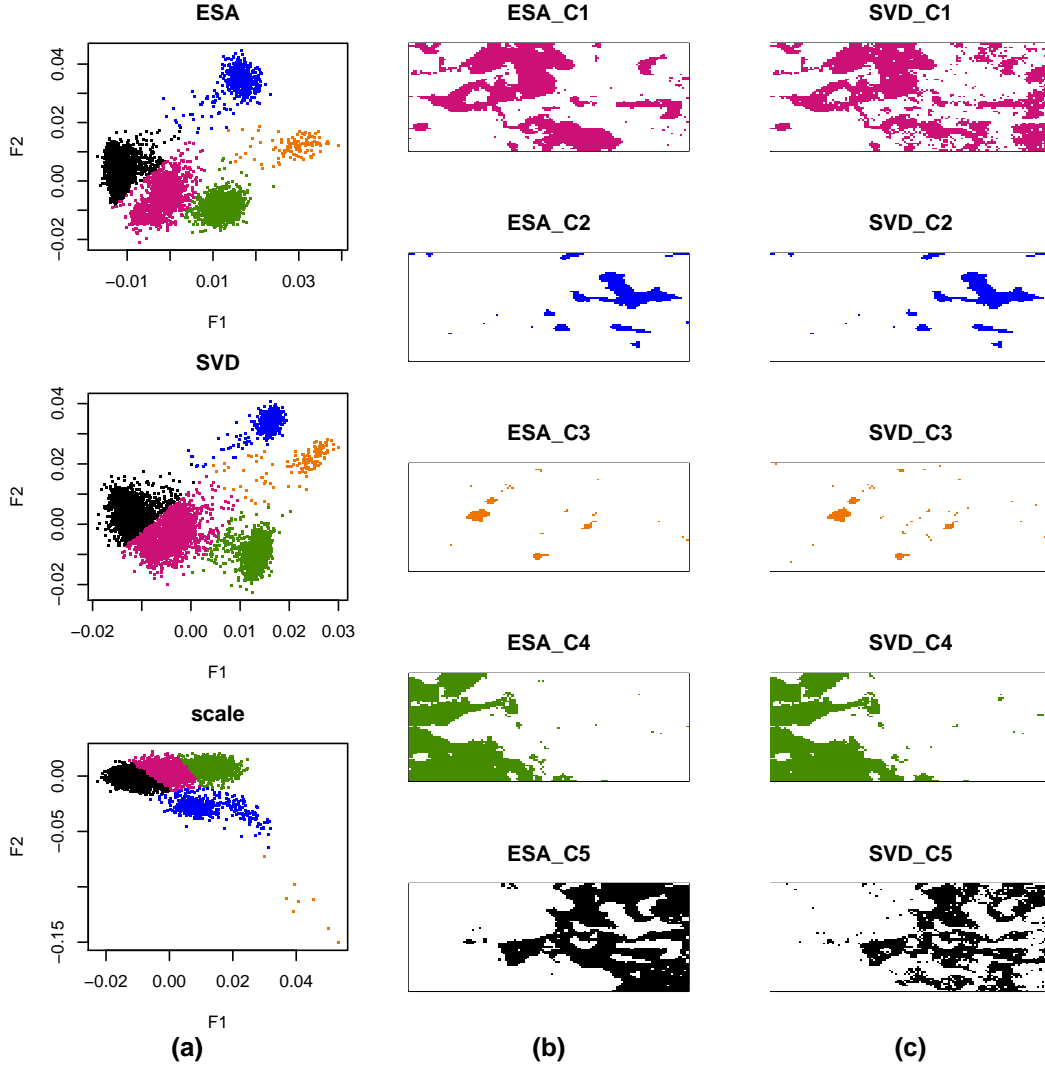 ESA
F2
0.04
0.02
0.00
−0.02
−0.01 0.01 0.03
F1
SVD
F2
0.04
0.02
0.00
−0.02
−0.02 0.00 0.01 0.02 0.03
F1
scale
F2
0.00
−0.05
−0.15
−0.02 0.00 0.02 0.04
F1
(a)
ESA_C1
ESA_C2
ESA_C3
ESA_C4
ESA_C5
(b)
SVD_C1
SVD_C2
SVD_C3
SVD_C4
SVD_C5
(c)